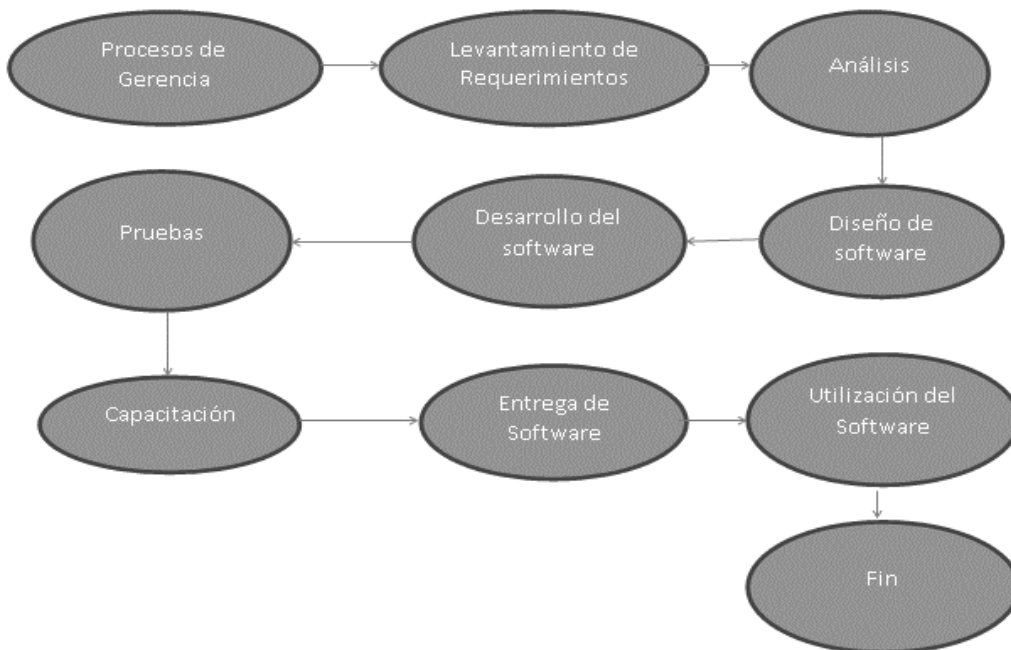 Procesos de
Gerencia
Levantamiento de
Requerimientos
Análisis
Diseño de
software
Desarrollo del
software
Pruebas
Capacitación
Entrega de
Software
Utilización del
Software
Fin